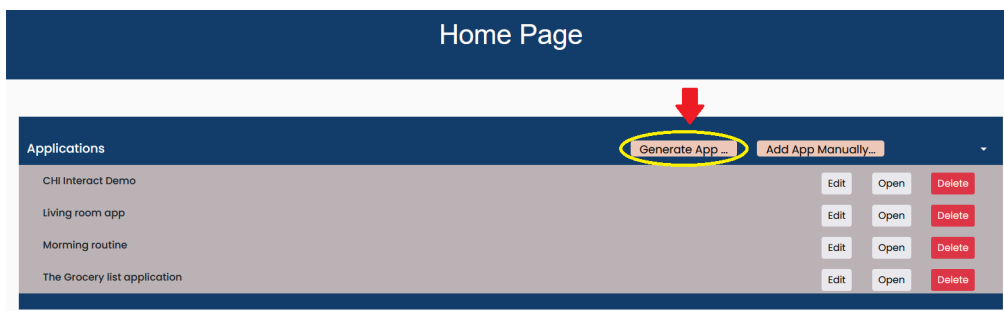 Home Page
Applications Generate App ... Add App Manually...
CHI Interact Demo Edit Open Delete
Living room app Edit Open Delete
Morming routine Edit Open Delete
The Grocery list application Edit Open Delete